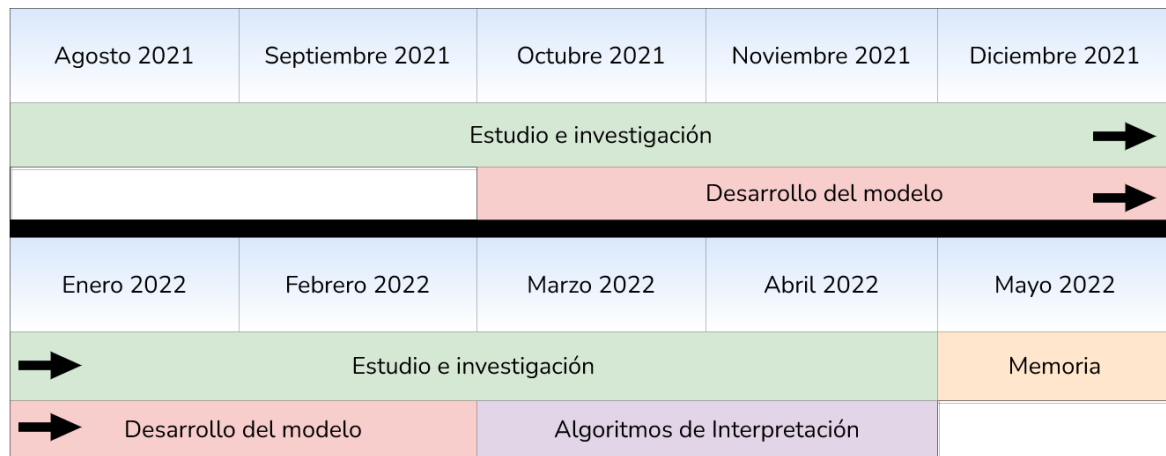 Agosto 2021
Septiembre 2021
Octubre 2021
Noviembre 2021
Diciembre 2021
Estudio e investigación
Desarrollo del modelo
Enero 2022
Febrero 2022
Marzo 2022
Abril 2022
Mayo 2022
Estudio e investigación
Memoria
Desarrollo del modelo
Algoritmos de Interpretación